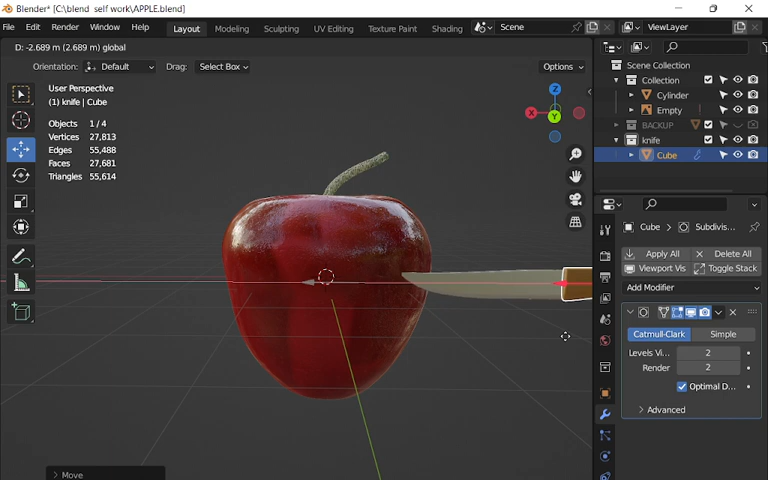 Blender* [C:\blend self work\APPLE.blend]
File Edit Render Window Help Layout Modeling Sculpting UV Editing Texture Paint Shading Scene ViewLayer
D: -2.689 m (2.689 m) global
Orientation: Default Drag: Select Box Options
User Perspective
(1) knife | Cube
Objects 1 / 4
Vertices 27,813
Edges 55,488
Faces 27,681
Triangles 55,614
Z
X
Y
Move
Scene Collection
Collection
Cylinder
Empty
BACKUP
knife
Cube
Cube > Subdivis...
Apply All Delete All
Viewport Vis Toggle Stack
Add Modifier
Catmull-Clark Simple
Levels Vi... 2
Render 2
Optimal D...
Advanced